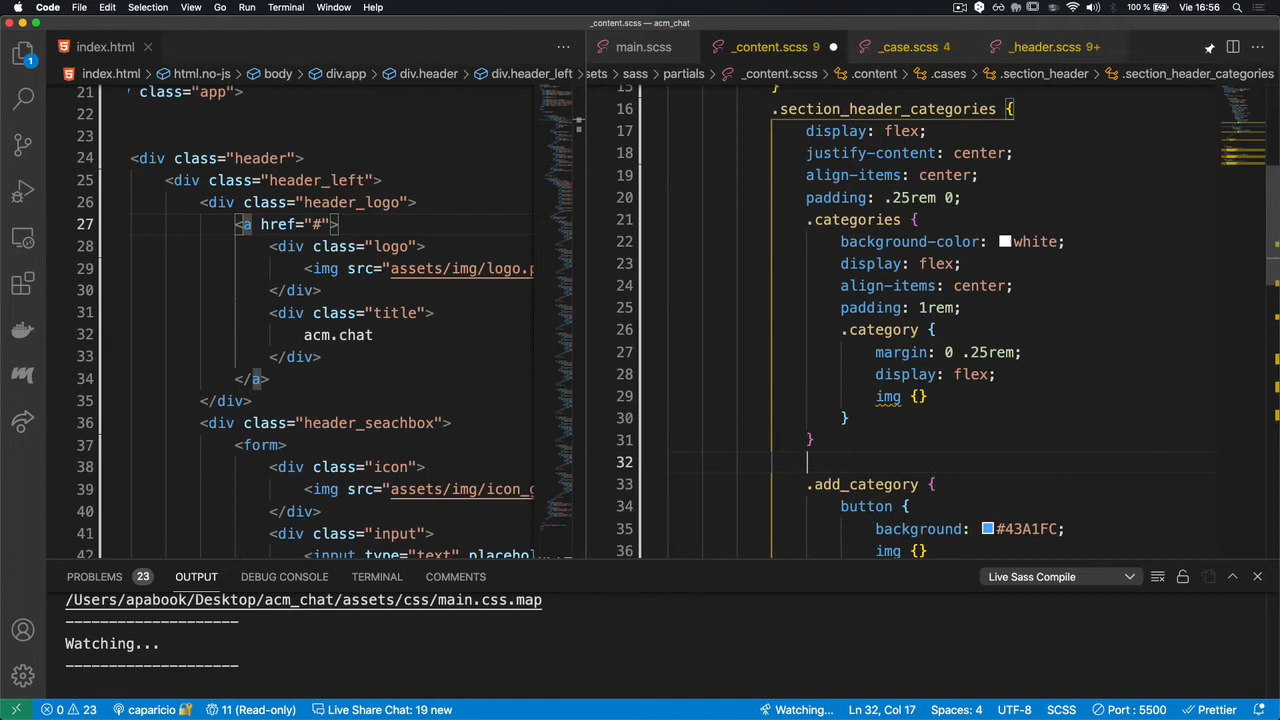 Code File Edit Selection View Go Run Terminal Window Help 100 % Vie 16:56
_content.scss — acm_chat
index.html
main.scss _content.scss 9 _case.scss 4 _header.scss 9+
index.html > html.no-js > body > div.app > div.header > div.header_left
sets > sass > partials > _content.scss > .content > .cases > .section_header > .section_header_categories
21 class="app">
22
23
24 <div class="header">
25 <div class="header_left">
26 <div class="header_logo">
27 <a href="#">
28 <div class="logo">
29 <img src="assets/img/logo.p
30 </div>
31 <div class="title">
32 acm.chat
33 </div>
34 </a>
35 </div>
36 <div class="header_seachbox">
37 <form>
38 <div class="icon">
39 <img src="assets/img/icon_
40 </div>
41 <div class="input">
42 <input type="text" placehol
15 }
16 .section_header_categories {
17 display: flex;
18 justify-content: center;
19 align-items: center;
20 padding: .25rem 0;
21 .categories {
22 background-color: white;
23 display: flex;
24 align-items: center;
25 padding: 1rem;
26 .category {
27 margin: 0 .25rem;
28 display: flex;
29 img {}
30 }
31 }
32
33 .add_category {
34 button {
35 background: #43A1FC;
36 img {}
PROBLEMS 23 OUTPUT DEBUG CONSOLE TERMINAL COMMENTS Live Sass Compile
/Users/apabook/Desktop/acm_chat/assets/css/main.css.map
--------------------
Watching...
--------------------
0 23 caparicio 11 (Read-only) Live Share Chat: 19 new Watching... Ln 32, Col 17 Spaces: 4 UTF-8 LF SCSS Port : 5500 Prettier